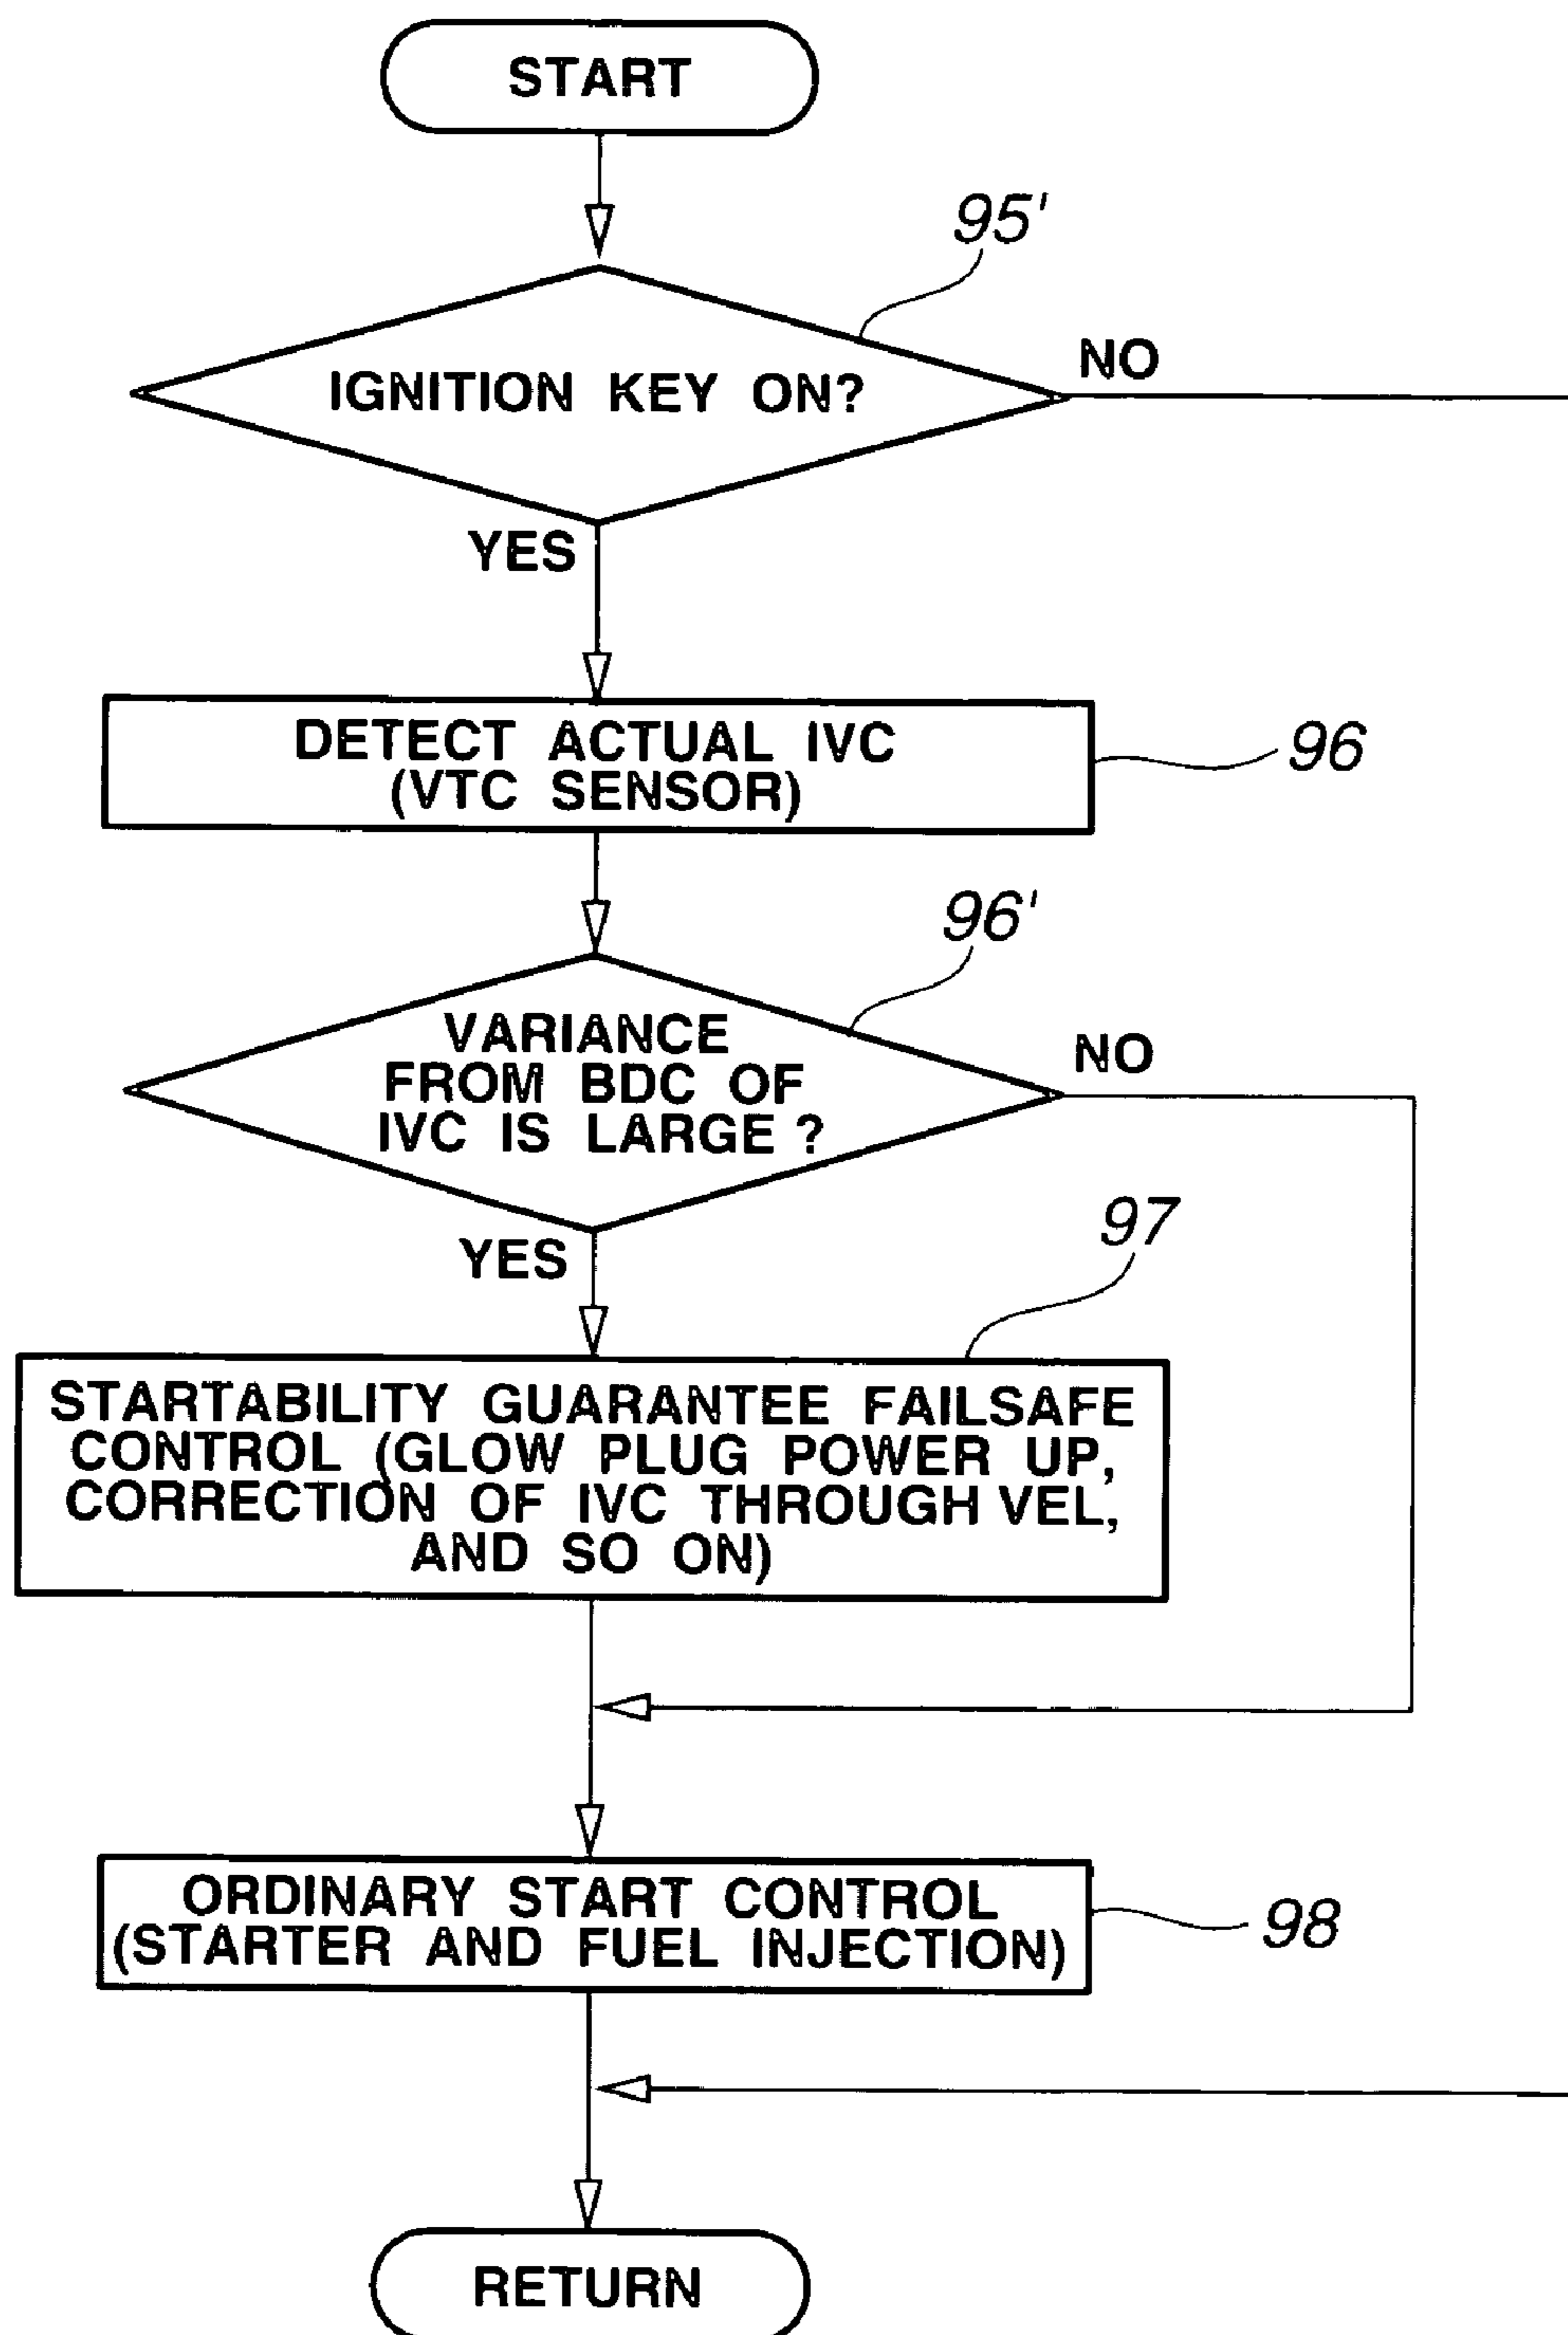 START
95'
IGNITION KEY ON?
NO
YES
DETECT ACTUAL IVC
(VTC SENSOR)
96
96'
VARIANCE
FROM BDC OF
IVC IS LARGE ?
NO
YES
97
STARTABILITY GUARANTEE FAILSAFE
CONTROL (GLOW PLUG POWER UP,
CORRECTION OF IVC THROUGH VEL,
AND SO ON)
ORDINARY START CONTROL
(STARTER AND FUEL INJECTION)
98
RETURN